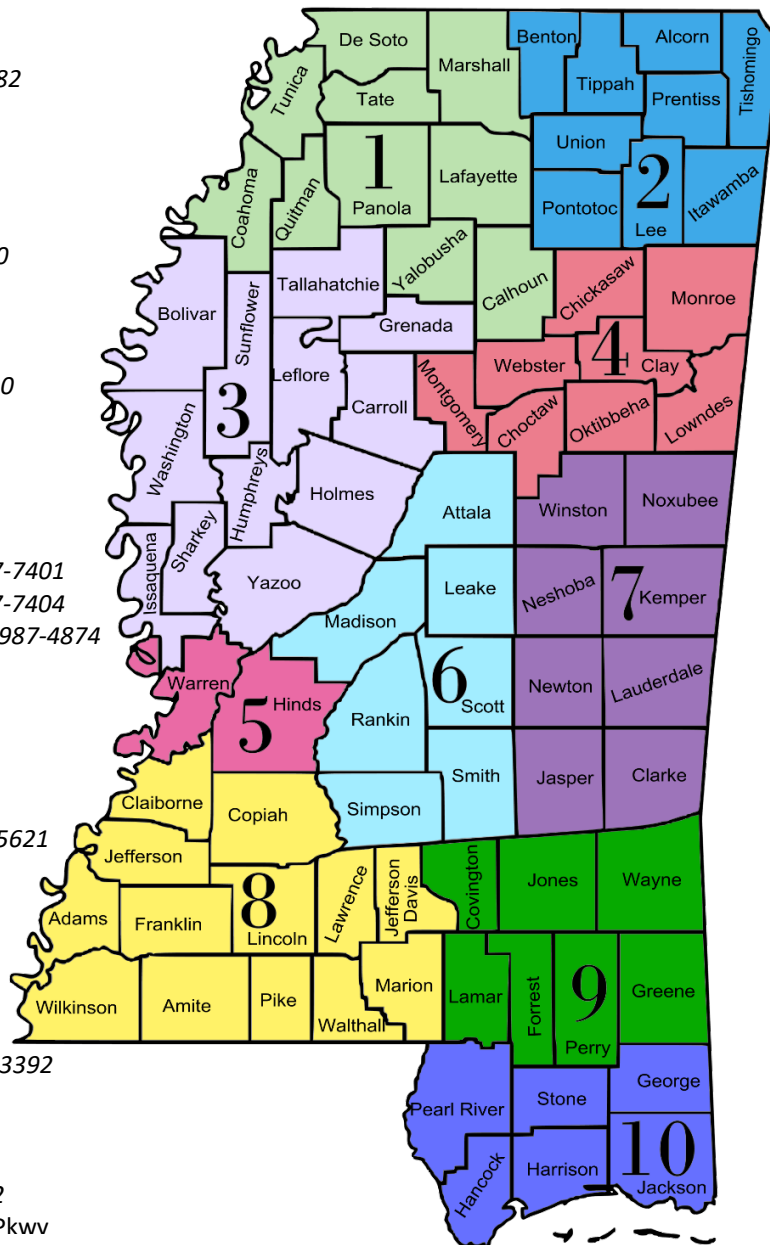 82
0
0
7-7401
7-7404
987-4874
5621
3392
2
Pkwy
De Soto
Marshall
Benton
Alcorn
Tishomingo
Tippah
Tunica
Tate
Prentiss
Union
1
Panola
Lafayette
2
Lee
Pontotoc
Itawamba
Coahoma
Quitman
Yalobusha
Calhoun
Chickasaw
Monroe
Tallahatchie
Bolivar
Sunflower
Grenada
Webster
4
Clay
Leflore
3
Carroll
Montgomery
Choctaw
Oktibbeha
Lowndes
Washington
Humphreys
Holmes
Attala
Winston
Noxubee
Sharkey
Issaquena
Yazoo
Leake
Neshoba
7
Kemper
Madison
Warren
5
Hinds
Rankin
6
Scott
Newton
Lauderdale
Smith
Jasper
Clarke
Claiborne
Copiah
Simpson
Jefferson
8
Lincoln
Lawrence
Jefferson
Davis
Covington
Jones
Wayne
Adams
Franklin
Marion
Lamar
Forrest
9
Perry
Greene
Wilkinson
Amite
Pike
Walthall
Pearl River
Stone
George
Hancock
Harrison
10
Jackson